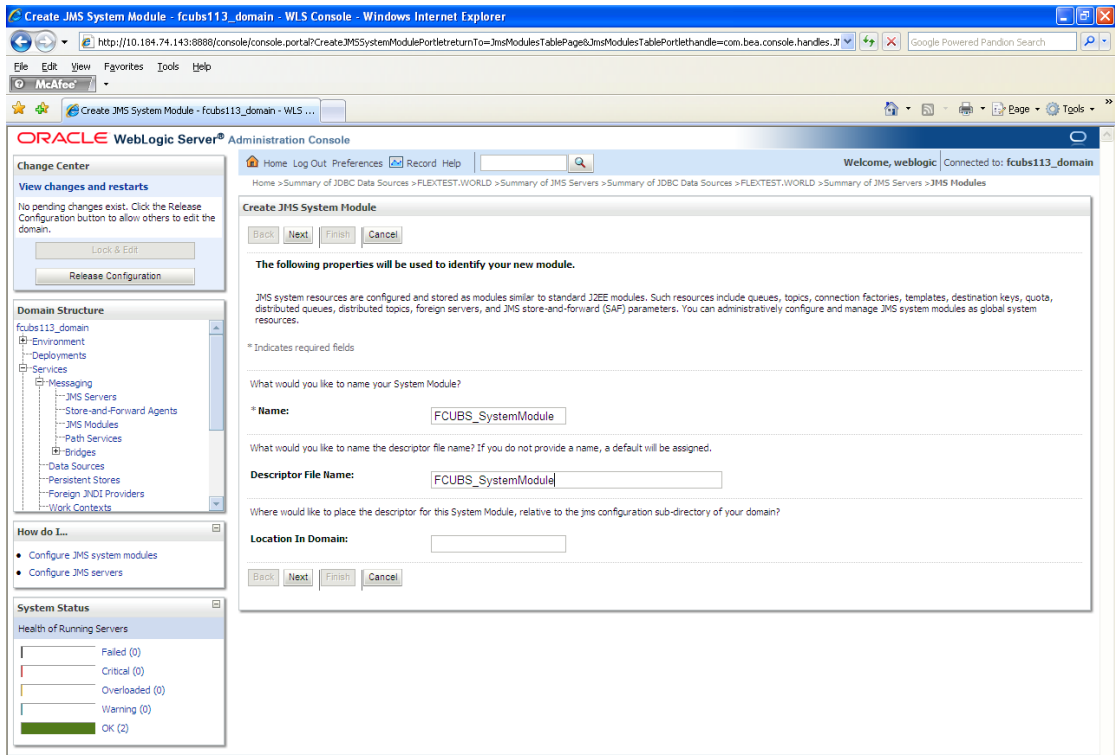 Create JMS System Module - fcubs113_domain - WLS Console - Windows Internet Explorer
http://10.184.74.143:8888/console/console.portal?CreateJMSSystemModulePortletreturnTo=JmsModulesTablePage&JmsModulesTablePortlethandle=com.bea.console.handles.JM
Google Powered Pandion Search
File Edit View Favorites Tools Help
McAfee
Create JMS System Module - fcubs113_domain - WLS ...
Page Tools »
ORACLE WebLogic Server® Administration Console
Change Center
View changes and restarts
No pending changes exist. Click the Release
Configuration button to allow others to edit the
domain.
Lock & Edit
Release Configuration
Domain Structure
fcubs113_domain
Environment
Deployments
Services
Messaging
JMS Servers
Store-and-Forward Agents
JMS Modules
Path Services
Bridges
Data Sources
Persistent Stores
Foreign JNDI Providers
Work Contexts
How do I...
Configure JMS system modules
Configure JMS servers
System Status
Health of Running Servers
Failed (0)
Critical (0)
Overloaded (0)
Warning (0)
OK (2)
Home Log Out Preferences Record Help
Welcome, weblogic Connected to: fcubs113_domain
Home >Summary of JDBC Data Sources >FLEXTEST.WORLD >Summary of JMS Servers >Summary of JDBC Data Sources >FLEXTEST.WORLD >Summary of JMS Servers >JMS Modules
Create JMS System Module
Back Next Finish Cancel
The following properties will be used to identify your new module.
JMS system resources are configured and stored as modules similar to standard J2EE modules. Such resources include queues, topics, connection factories, templates, destination keys, quota,
distributed queues, distributed topics, foreign servers, and JMS store-and-forward (SAF) parameters. You can administratively configure and manage JMS system modules as global system
resources.
* Indicates required fields
What would you like to name your System Module?
* Name: FCUBS_SystemModule
What would you like to name the descriptor file name? If you do not provide a name, a default will be assigned.
Descriptor File Name: FCUBS_SystemModule
Where would like to place the descriptor for this System Module, relative to the jms configuration sub-directory of your domain?
Location In Domain:
Back Next Finish Cancel